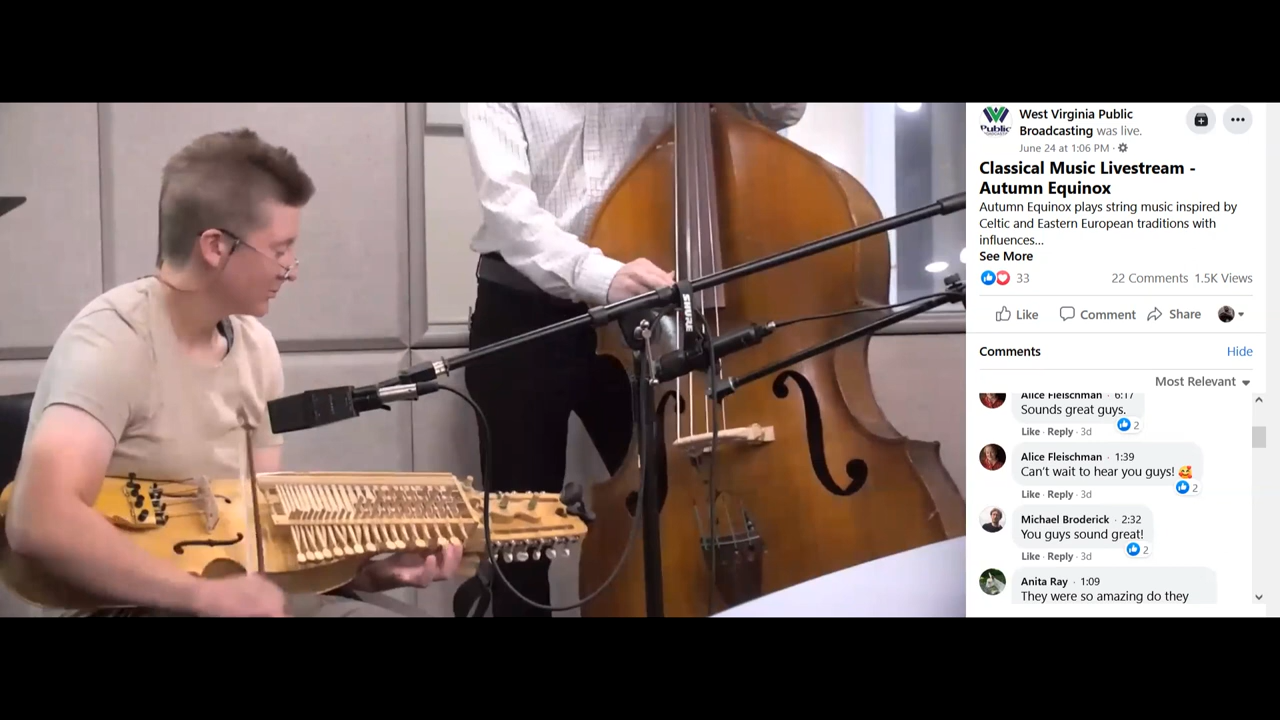 SHURE
Public
West Virginia Public
Broadcasting was live.
June 24 at 1:06 PM ·
Classical Music Livestream -
Autumn Equinox
Autumn Equinox plays string music inspired by
Celtic and Eastern European traditions with
influences...
See More
33
22 Comments 1.5K Views
Like Comment Share
Comments Hide
Most Relevant
Alice Fleischman · 6:17
Sounds great guys.
2
Like · Reply · 3d
Alice Fleischman · 1:39
Can't wait to hear you guys! 🥰
2
Like · Reply · 3d
Michael Broderick · 2:32
You guys sound great!
2
Like · Reply · 3d
Anita Ray · 1:09
They were so amazing do they